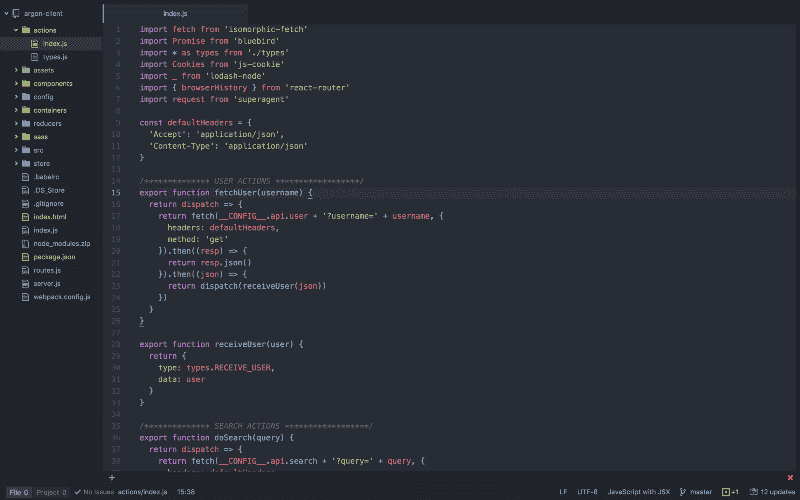 argon-client
actions
index.js
types.js
assets
components
config
containers
reducers
sass
src
store
.babelrc
.DS_Store
.gitignore
index.html
index.js
node_modules.zip
package.json
routes.js
server.js
webpack.config.js
index.js
1 import fetch from 'isomorphic-fetch'
2 import Promise from 'bluebird'
3 import * as types from './types'
4 import Cookies from 'js-cookie'
5 import _ from 'lodash-node'
6 import { browserHistory } from 'react-router'
7 import request from 'superagent'
8
9 const defaultHeaders = {
10 'Accept': 'application/json',
11 'Content-Type': 'application/json'
12 }
13
14 /************** USER ACTIONS ******************/
15 export function fetchUser(username) {
16 return dispatch => {
17 return fetch(__CONFIG__.api.user + '?username=' + username, {
18 headers: defaultHeaders,
19 method: 'get'
20 }).then((resp) => {
21 return resp.json()
22 }).then((json) => {
23 return dispatch(receiveUser(json))
24 })
25 }
26 }
27
28 export function receiveUser(user) {
29 return {
30 type: types.RECEIVE_USER,
31 data: user
32 }
33 }
34
35 /************** SEARCH ACTIONS ******************/
36 export function doSearch(query) {
37 return dispatch => {
38 return fetch(__CONFIG__.api.search + '?query=' + query, {
headers: defaultHeaders
File 0 Project 0 No Issues actions/index.js 15:38 LF UTF-8 JavaScript with JSX master +1 12 updates